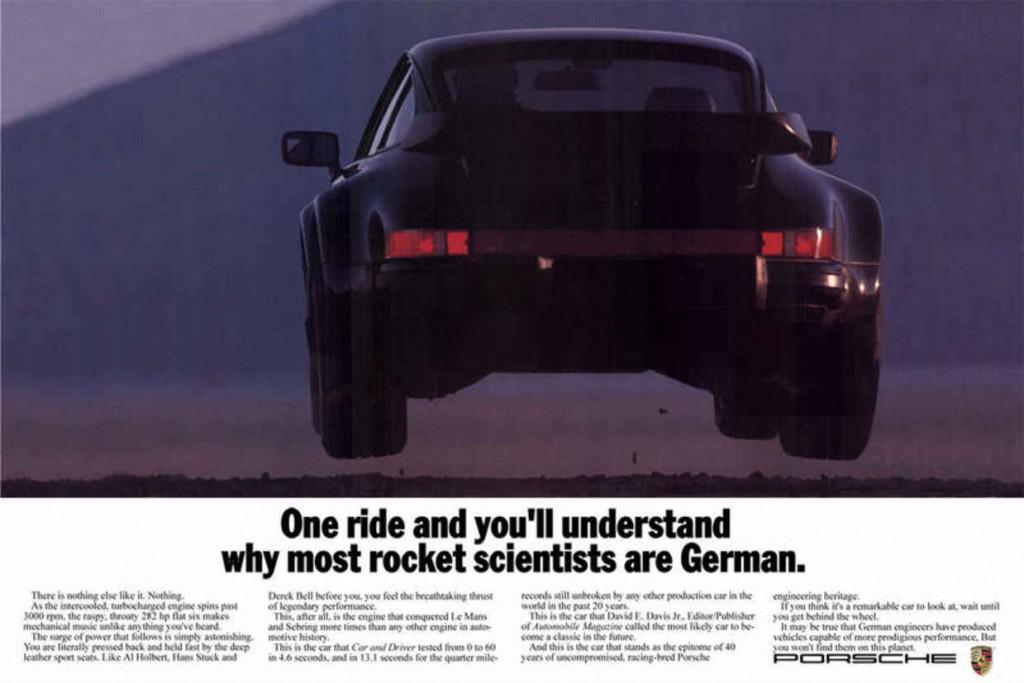 One ride and you'll understand
why most rocket scientists are German.
There is nothing else like it. Nothing.
As the intercooled, turbocharged engine spins past
3000 rpm, the raspy, throaty 282 hp flat six makes
mechanical music unlike anything you've heard.
The surge of power that follows is simply astonishing.
You are literally pressed back and held fast by the deep
leather sport seats. Like Al Holbert, Hans Stuck and
Derek Bell before you, you feel the breathtaking thrust
of legendary performance.
This, after all, is the engine that conquered Le Mans
and Sebring more times than any other engine in auto-
motive history.
This is the car that Car and Driver tested from 0 to 60
in 4.6 seconds, and in 13.1 seconds for the quarter mile-
records still unbroken by any other production car in the
world in the past 20 years.
This is the car that David E. Davis Jr., Editor/Publisher
of Automobile Magazine called the most likely car to be-
come a classic in the future.
And this is the car that stands as the epitome of 40
years of uncompromised, racing-bred Porsche
engineering heritage.
If you think it's a remarkable car to look at, wait until
you get behind the wheel.
It may be true that German engineers have produced
vehicles capable of more prodigious performance. But
you won't find them on this planet.
PORSCHE